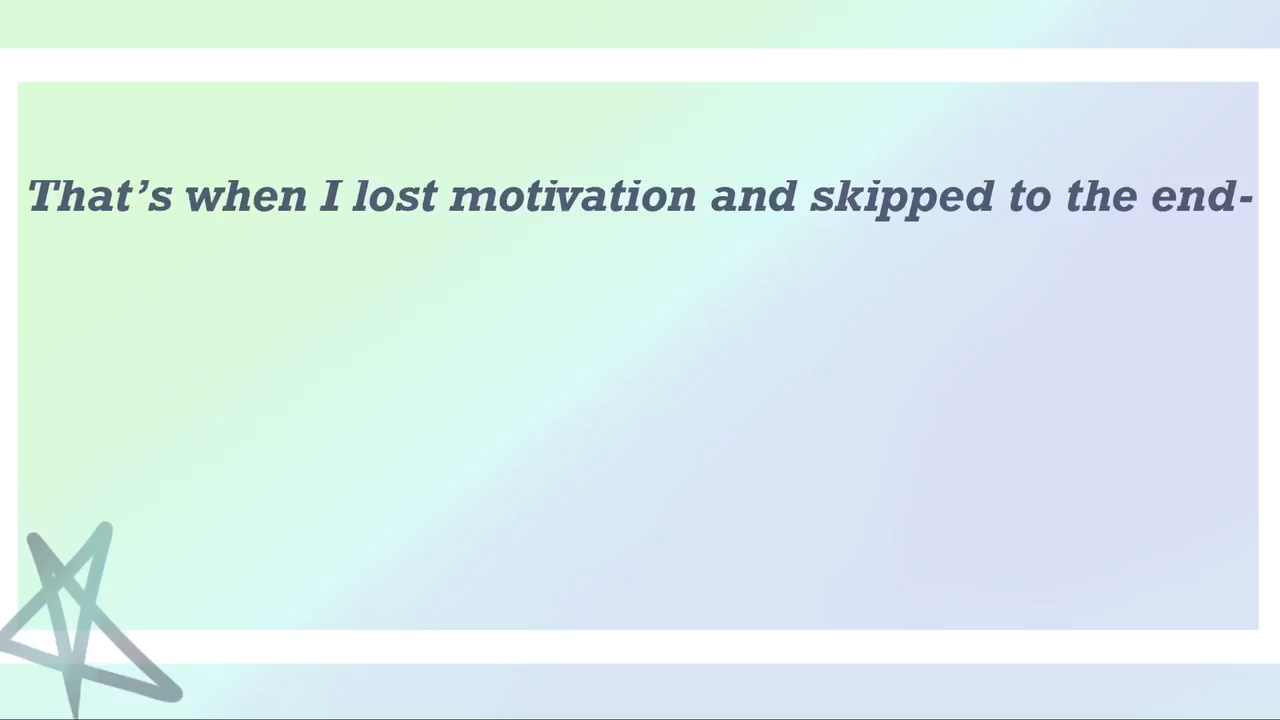 That’s when I lost motivation and skipped to the end-